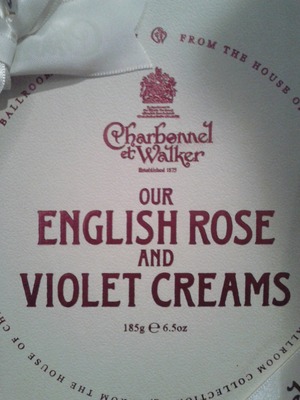 BALLROOM
FROM THE HOUSE OF
Charbonnel
et Walker
Established 1875
OUR
ENGLISH ROSE
AND
VIOLET CREAMS
185g ℮ 6.5oz
BALLROOM COLLECTION
FROM THE HOUSE OF CH